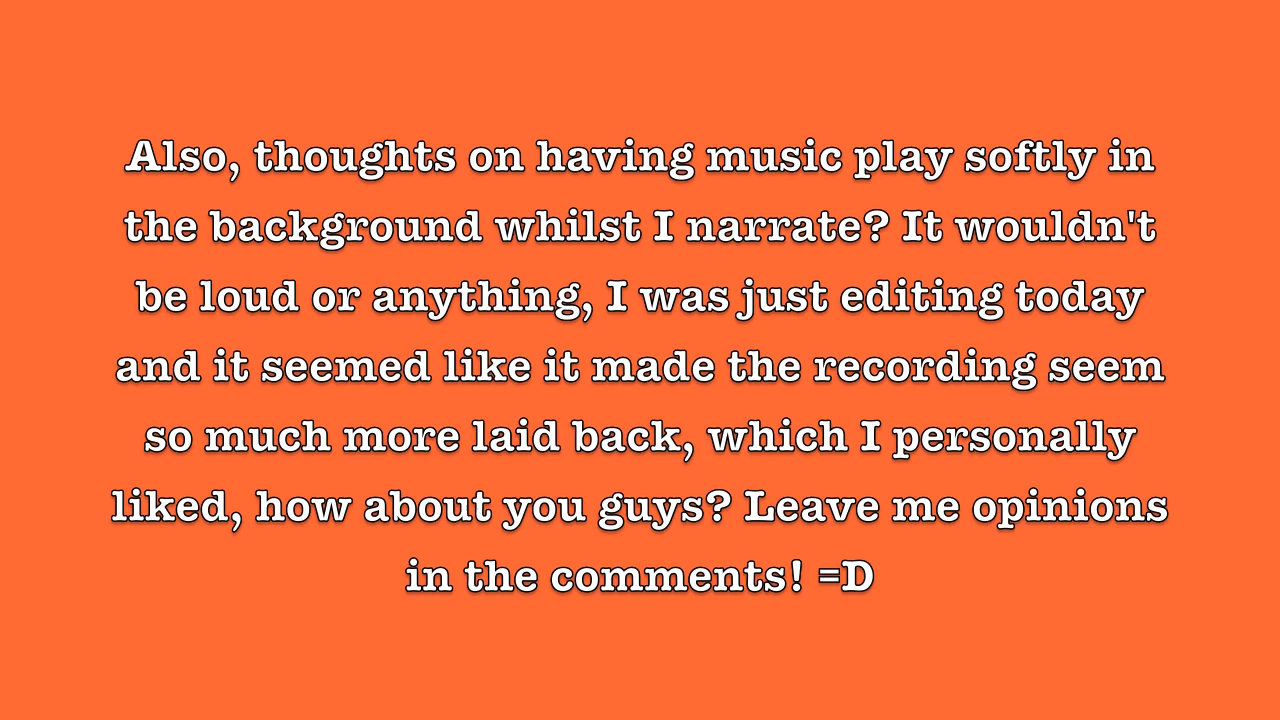 Also, thoughts on having music play softly in
the background whilst I narrate? It wouldn't
be loud or anything, I was just editing today
and it seemed like it made the recording seem
so much more laid back, which I personally
liked, how about you guys? Leave me opinions
in the comments! =D